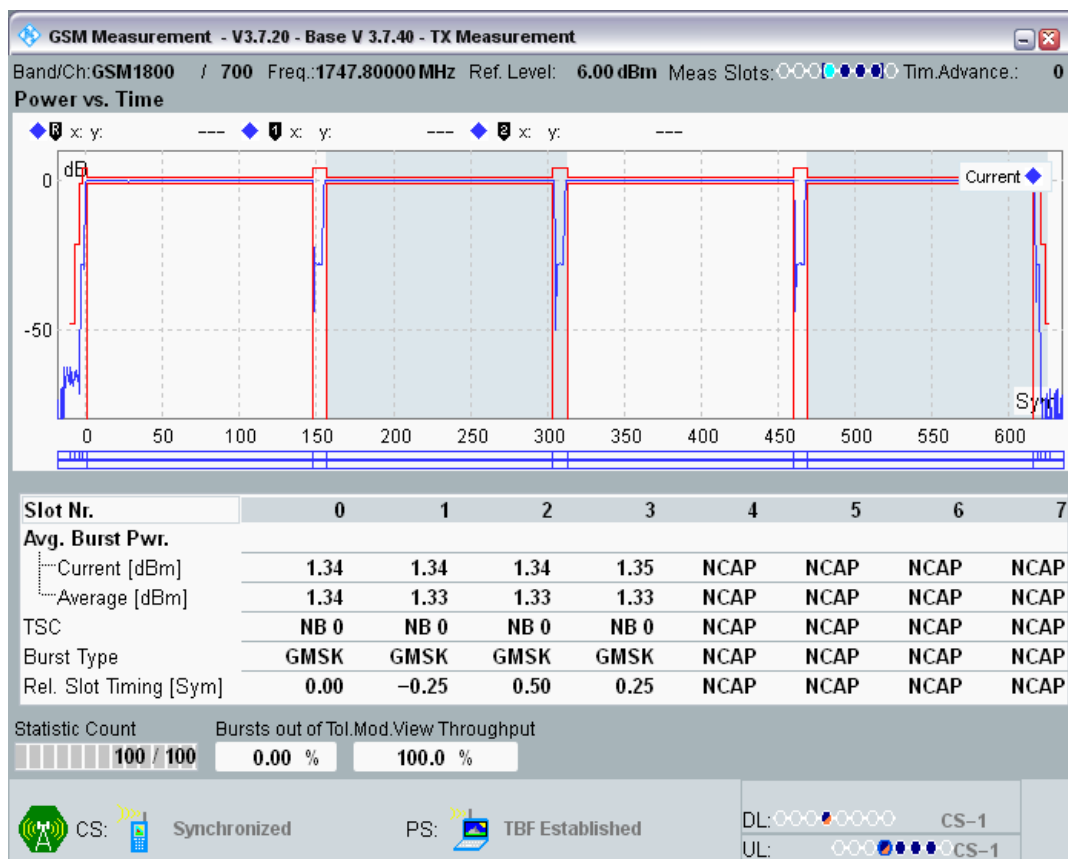 GSM Measurement - V3.7.20 - Base V 3.7.40 - TX Measurement
Band/Ch:GSM1800 / 700 Freq.:1747.80000 MHz Ref. Level: 6.00 dBm Meas Slots: Tim.Advance.: 0
Power vs. Time
R x: y: --- 1 x: y: --- 2 x: y: ---
dB
Current
0
-50
Sym
0 50 100 150 200 250 300 350 400 450 500 550 600
Slot Nr. 0 1 2 3 4 5 6 7
Avg. Burst Pwr.
Current [dBm] 1.34 1.34 1.34 1.35 NCAP NCAP NCAP NCAP
Average [dBm] 1.34 1.33 1.33 1.33 NCAP NCAP NCAP NCAP
TSC NB 0 NB 0 NB 0 NB 0 NCAP NCAP NCAP NCAP
Burst Type GMSK GMSK GMSK GMSK NCAP NCAP NCAP NCAP
Rel. Slot Timing [Sym] 0.00 −0.25 0.50 0.25 NCAP NCAP NCAP NCAP
Statistic Count Bursts out of Tol.Mod.View Throughput
100 / 100 0.00 % 100.0 %
CS: Synchronized PS: TBF Established DL: CS−1
UL: CS−1